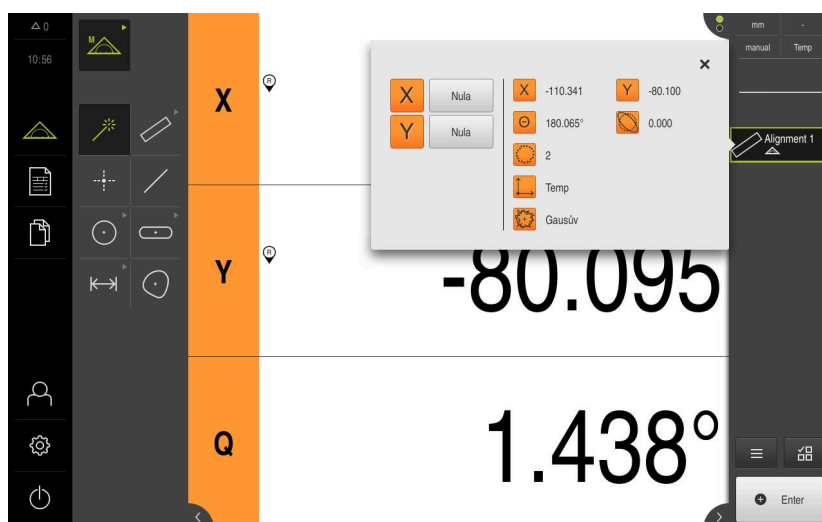 0
10:56
M
X
R
Y
R
-80.095
Q
1.438°
X Nula
Y Nula
X -110.341 Y -80.100
Θ 180.065° 0.000
2
Temp
Gausův
mm -
manual Temp
Alignment 1
Enter